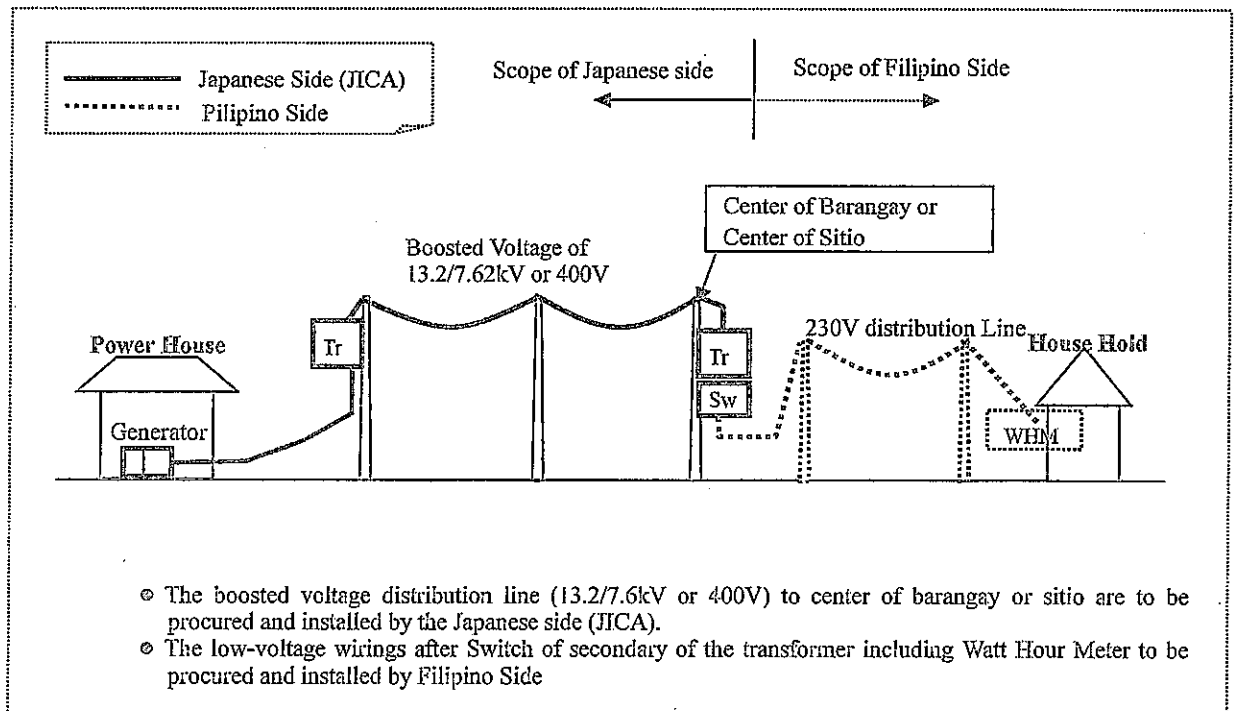 Japanese Side (JICA)
Pilipino Side
Scope of Japanese side
Scope of Filipino Side
Center of Barangay or
Center of Sitio
Boosted Voltage of
13.2/7.62kV or 400V
230V distribution Line
Power House
Tr
Tr
House Hold
Sw
Generator
WHM
The boosted voltage distribution line (13.2/7.6kV or 400V) to center of barangay or sitio are to be
procured and installed by the Japanese side (JICA).
The low-voltage wirings after Switch of secondary of the transformer including Watt Hour Meter to be
procured and installed by Filipino Side